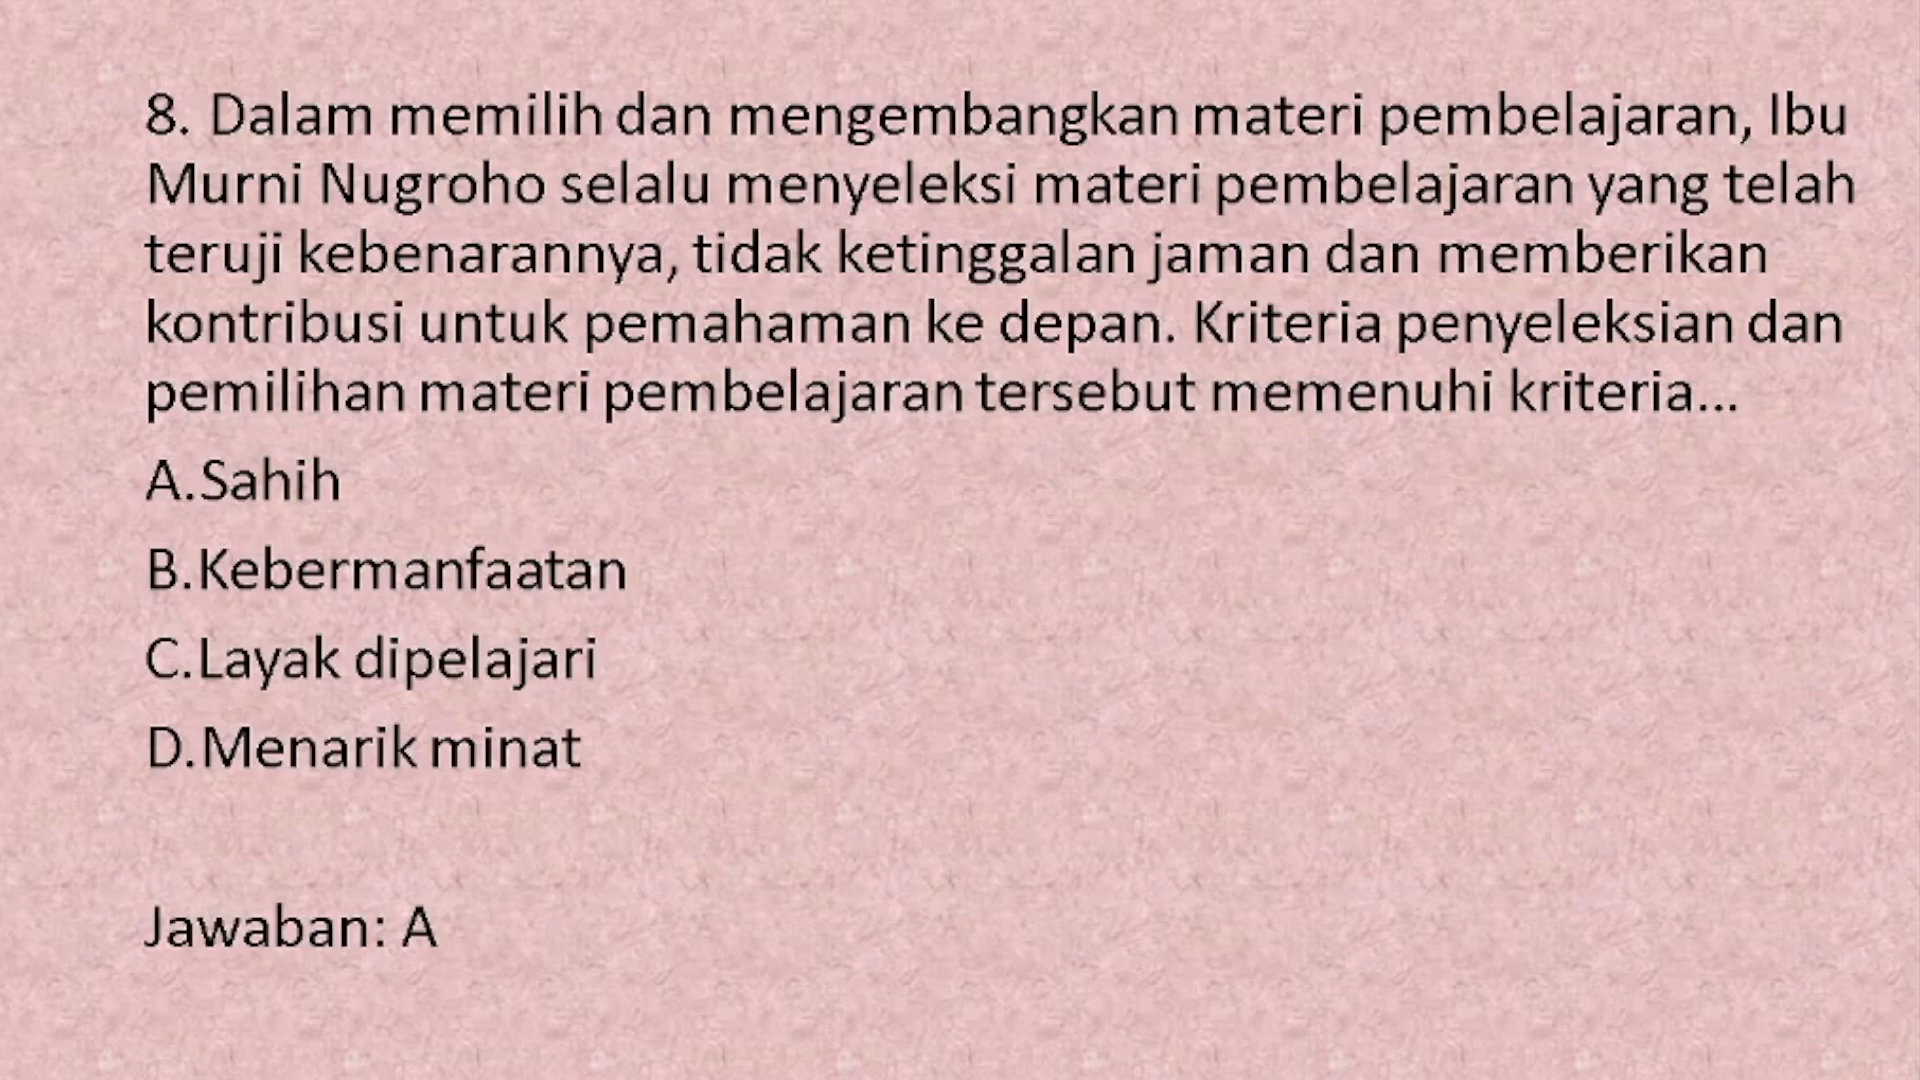 8. Dalam memilih dan mengembangkan materi pembelajaran, Ibu
Murni Nugroho selalu menyeleksi materi pembelajaran yang telah
teruji kebenarannya, tidak ketinggalan jaman dan memberikan
kontribusi untuk pemahaman ke depan. Kriteria penyeleksian dan
pemilihan materi pembelajaran tersebut memenuhi kriteria...
A.Sahih
B.Kebermanfaatan
C.Layak dipelajari
D.Menarik minat
Jawaban: A